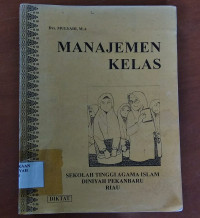 MANAJEMEN
KELAS
SEKOLAH TINGGI AGAMA ISLAM
DINIYAH PEKANBARU
RIAU
DIKTAT